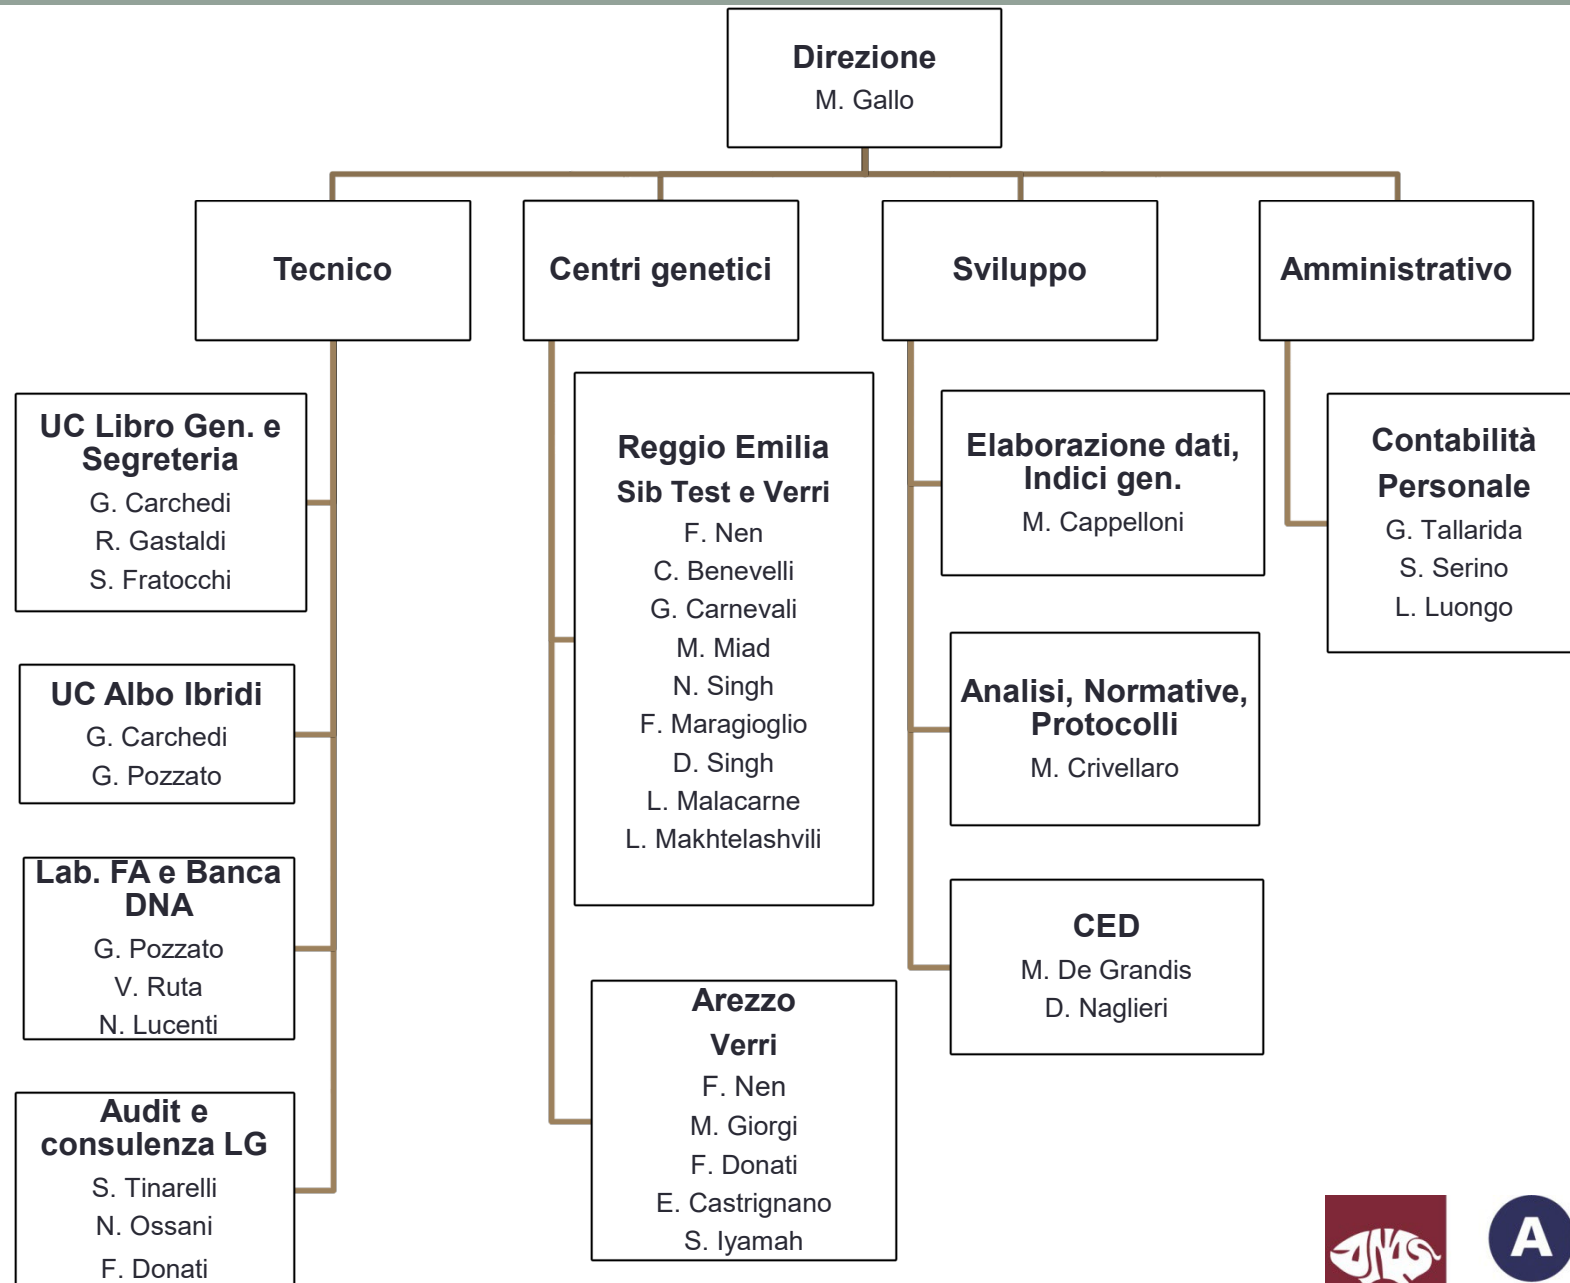 Direzione
M. Gallo
Tecnico
Centri genetici
Sviluppo
Amministrativo
UC Libro Gen. e
Segreteria
G. Carchedi
R. Gastaldi
S. Fratocchi
UC Albo Ibridi
G. Carchedi
G. Pozzato
Lab. FA e Banca
DNA
G. Pozzato
V. Ruta
N. Lucenti
Audit e
consulenza LG
S. Tinarelli
N. Ossani
F. Donati
Reggio Emilia
Sib Test e Verri
F. Nen
C. Benevelli
G. Carnevali
M. Miad
N. Singh
F. Maragioglio
D. Singh
L. Malacarne
L. Makhtelashvili
Arezzo
Verri
F. Nen
M. Giorgi
F. Donati
E. Castrignano
S. Iyamah
Elaborazione dati,
Indici gen.
M. Cappelloni
Analisi, Normative,
Protocolli
M. Crivellaro
CED
M. De Grandis
D. Naglieri
Contabilità
Personale
G. Tallarida
S. Serino
L. Luongo
ANAS
A